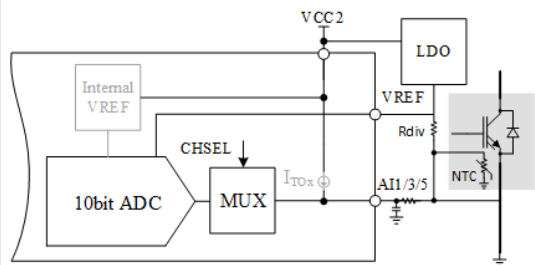 VCC2
LDO
Internal
VREF
VREF
Rdiv
CHSEL
ITOx
AI1/3/5
NTC
10bit ADC
MUX